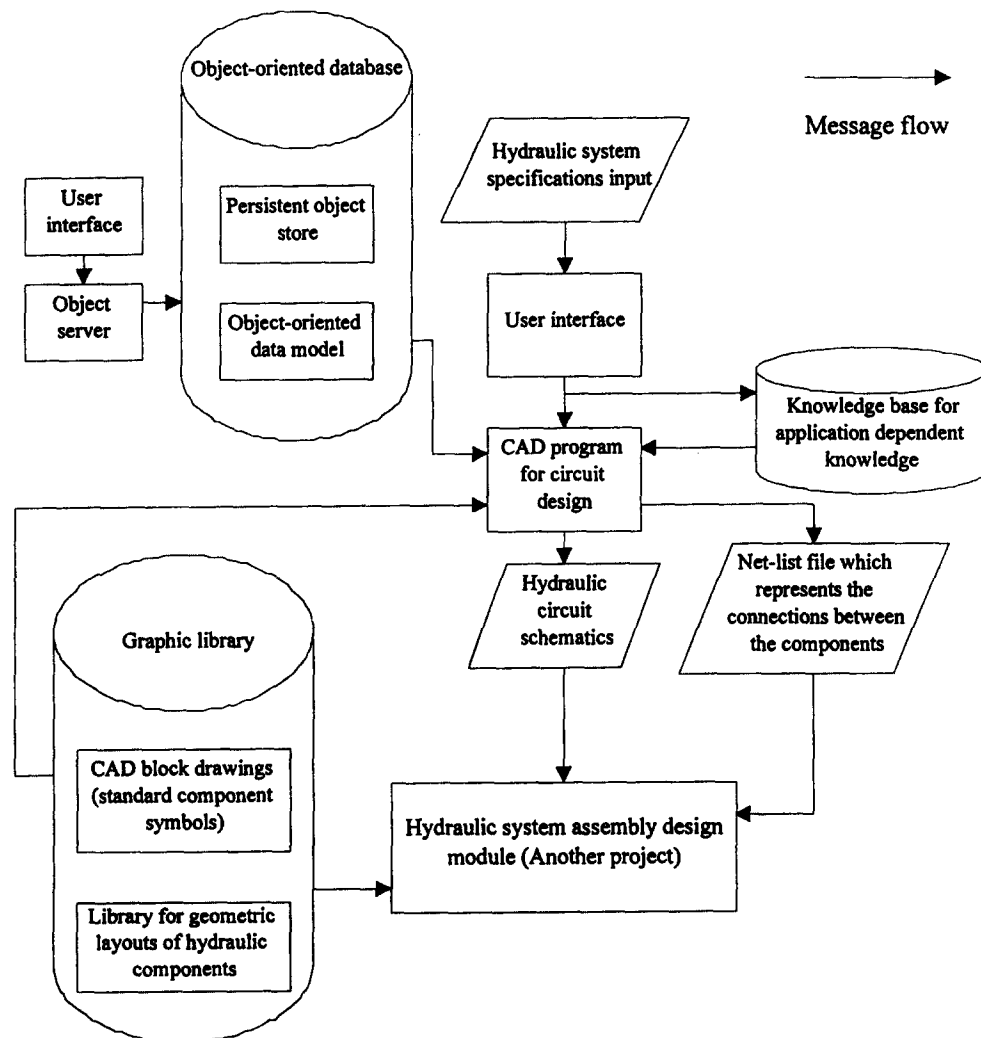 Object-oriented database
Persistent object
store
Object-oriented
data model
User
interface
Object
server
Hydraulic system
specifications input
Message flow
User interface
Knowledge base for
application dependent
knowledge
CAD program
for circuit
design
Hydraulic
circuit
schematics
Net-list file which
represents the
connections between
the components
Graphic library
CAD block drawings
(standard component
symbols)
Library for geometric
layouts of hydraulic
components
Hydraulic system assembly design
module (Another project)